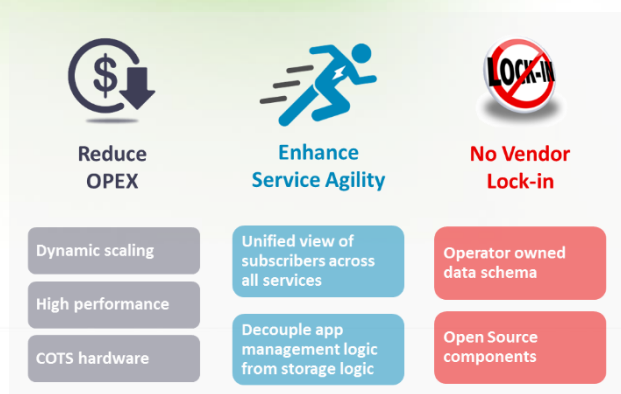 $
LOCK-IN
Reduce
OPEX
Enhance
Service Agility
No Vendor
Lock-in
Dynamic scaling
High performance
COTS hardware
Unified view of
subscribers across
all services
Decouple app
management logic
from storage logic
Operator owned
data schema
Open Source
components